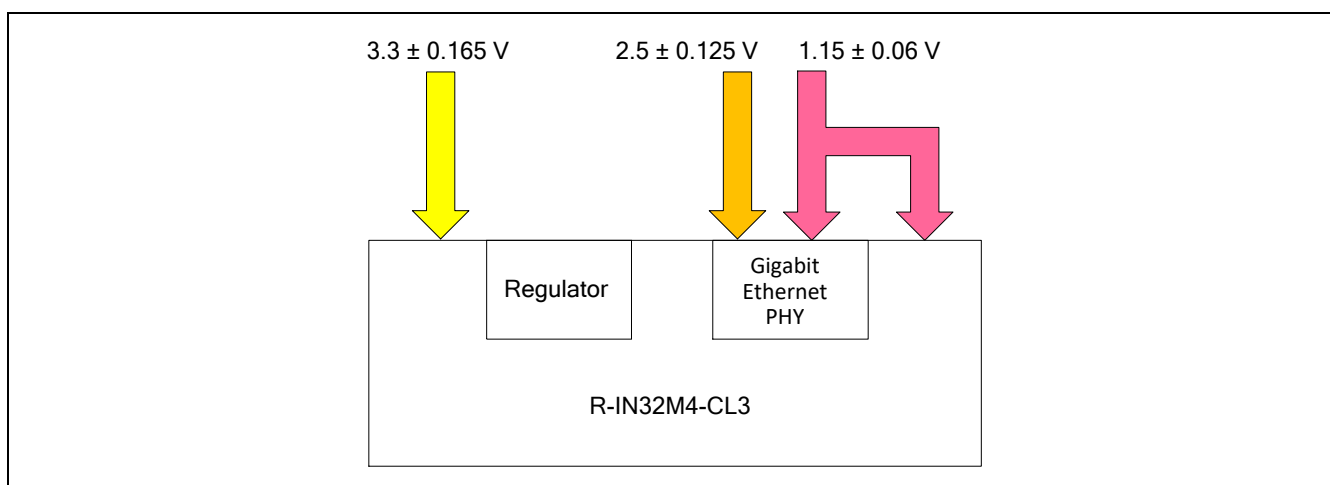 3.3 ± 0.165 V
2.5 ± 0.125 V
1.15 ± 0.06 V
Regulator
Gigabit
Ethernet
PHY
R-IN32M4-CL3